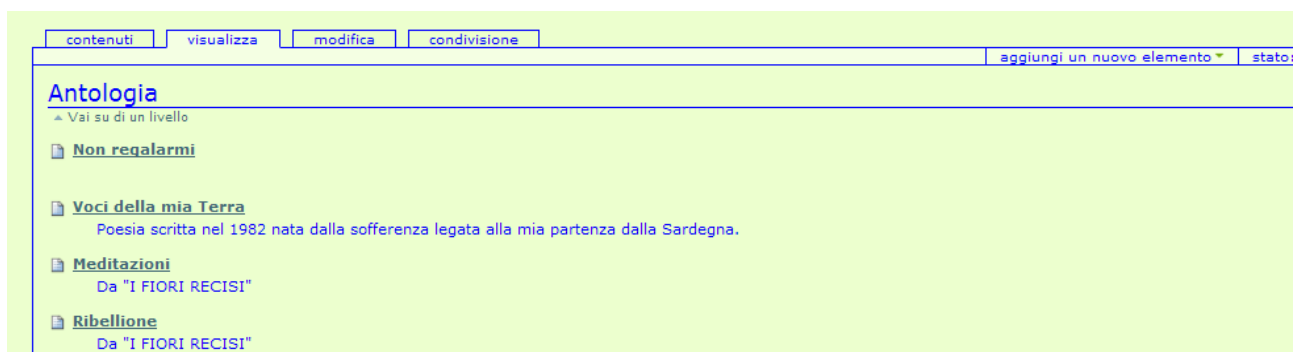 contenuti visualizza modifica condivisione
aggiungi un nuovo elemento stato:
Antologia
Vai su di un livello
Non regalarmi
Voci della mia Terra
Poesia scritta nel 1982 nata dalla sofferenza legata alla mia partenza dalla Sardegna.
Meditazioni
Da "I FIORI RECISI"
Ribellione
Da "I FIORI RECISI"